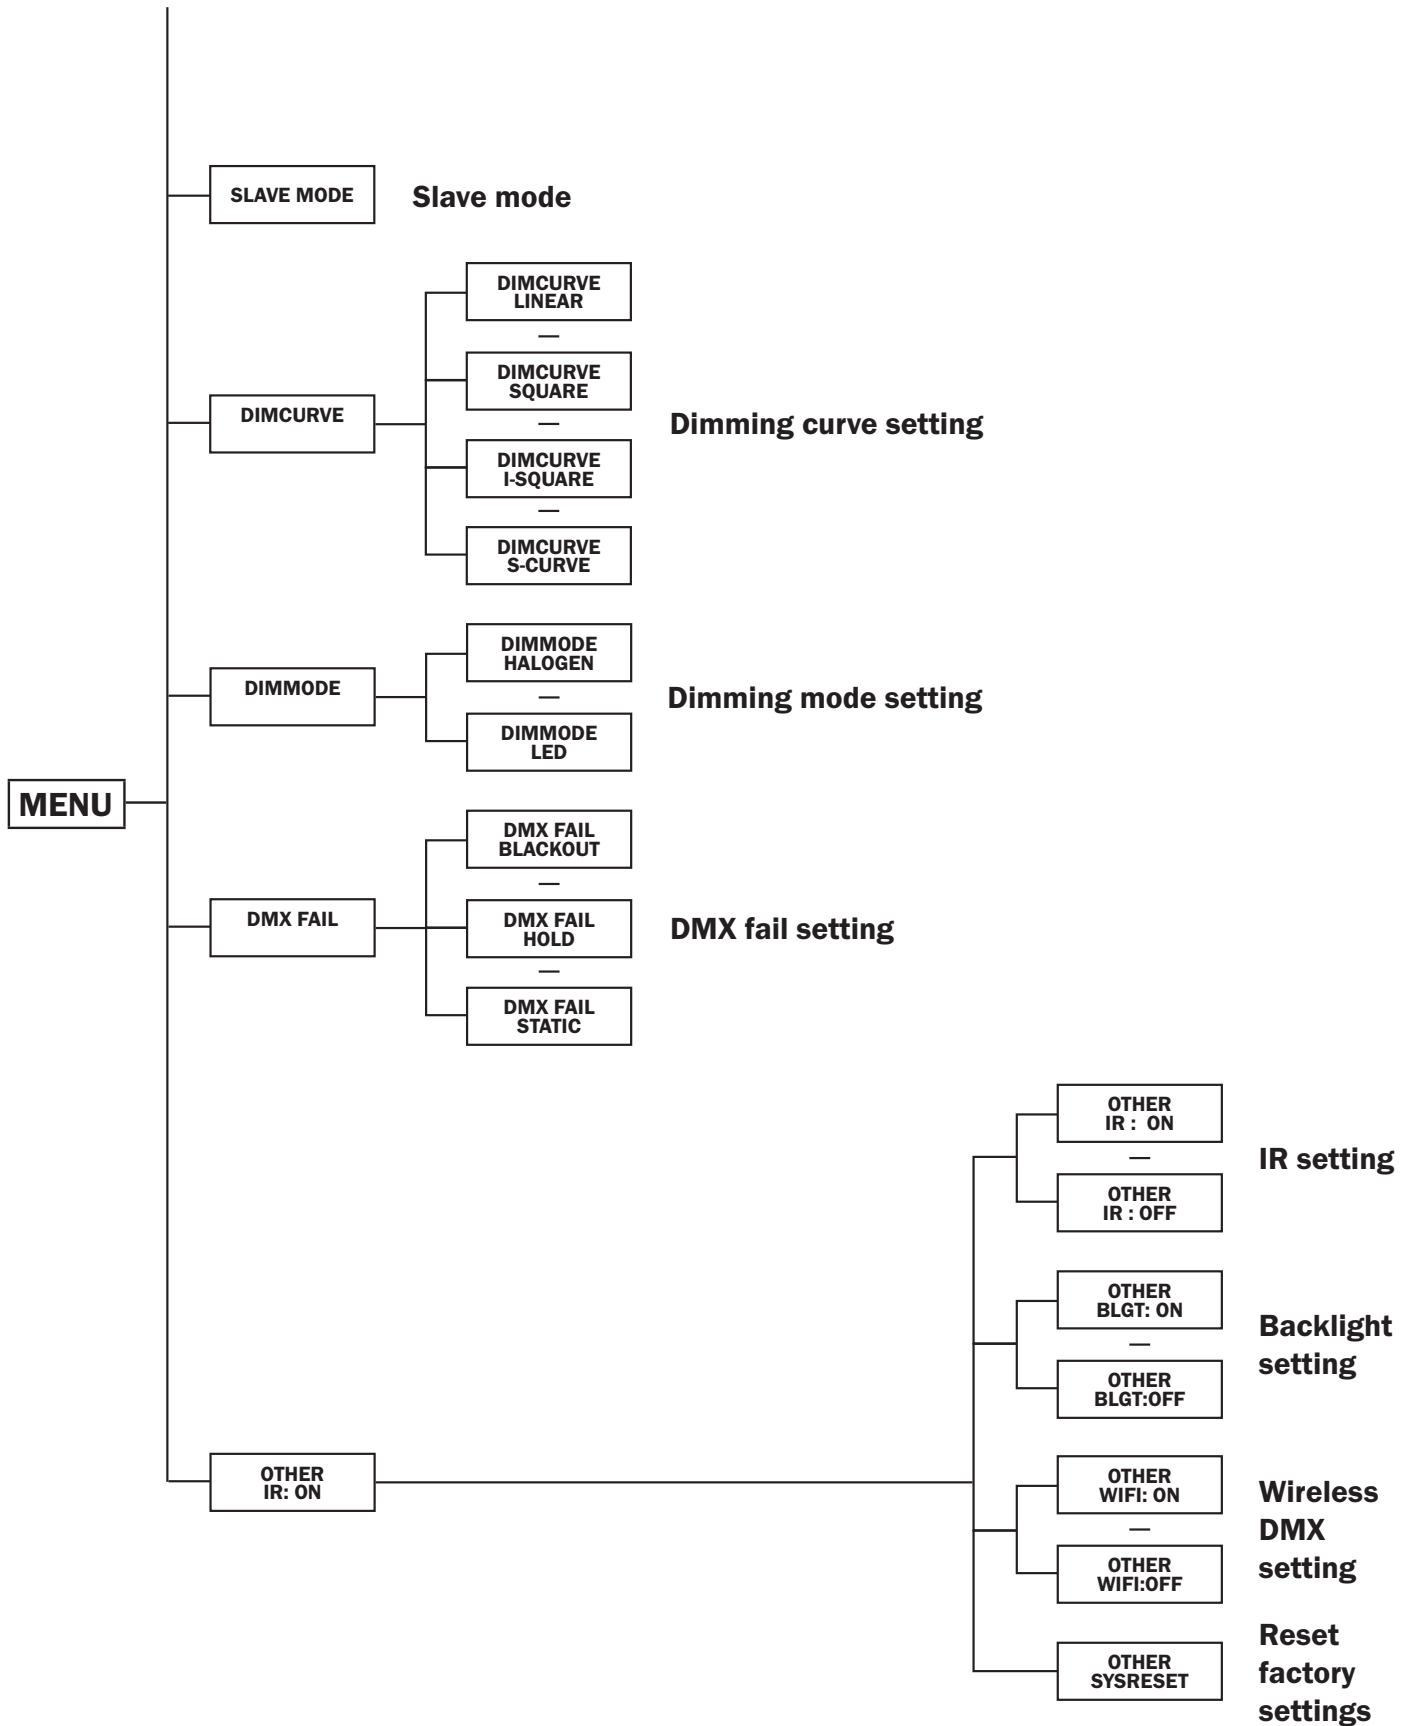 SLAVE MODE
Slave mode
DIMCURVE
DIMCURVE
LINEAR
—
DIMCURVE
SQUARE
—
DIMCURVE
I-SQUARE
—
DIMCURVE
S-CURVE
Dimming curve setting
DIMMODE
DIMMODE
HALOGEN
—
DIMMODE
LED
Dimming mode setting
MENU
DMX FAIL
DMX FAIL
BLACKOUT
—
DMX FAIL
HOLD
—
DMX FAIL
STATIC
DMX fail setting
OTHER
IR: ON
OTHER
IR :  ON
—
OTHER
IR : OFF
IR setting
OTHER
BLGT: ON
—
OTHER
BLGT:OFF
Backlight
setting
OTHER
WIFI: ON
—
OTHER
WIFI:OFF
Wireless
DMX
setting
OTHER
SYSRESET
Reset
factory
settings